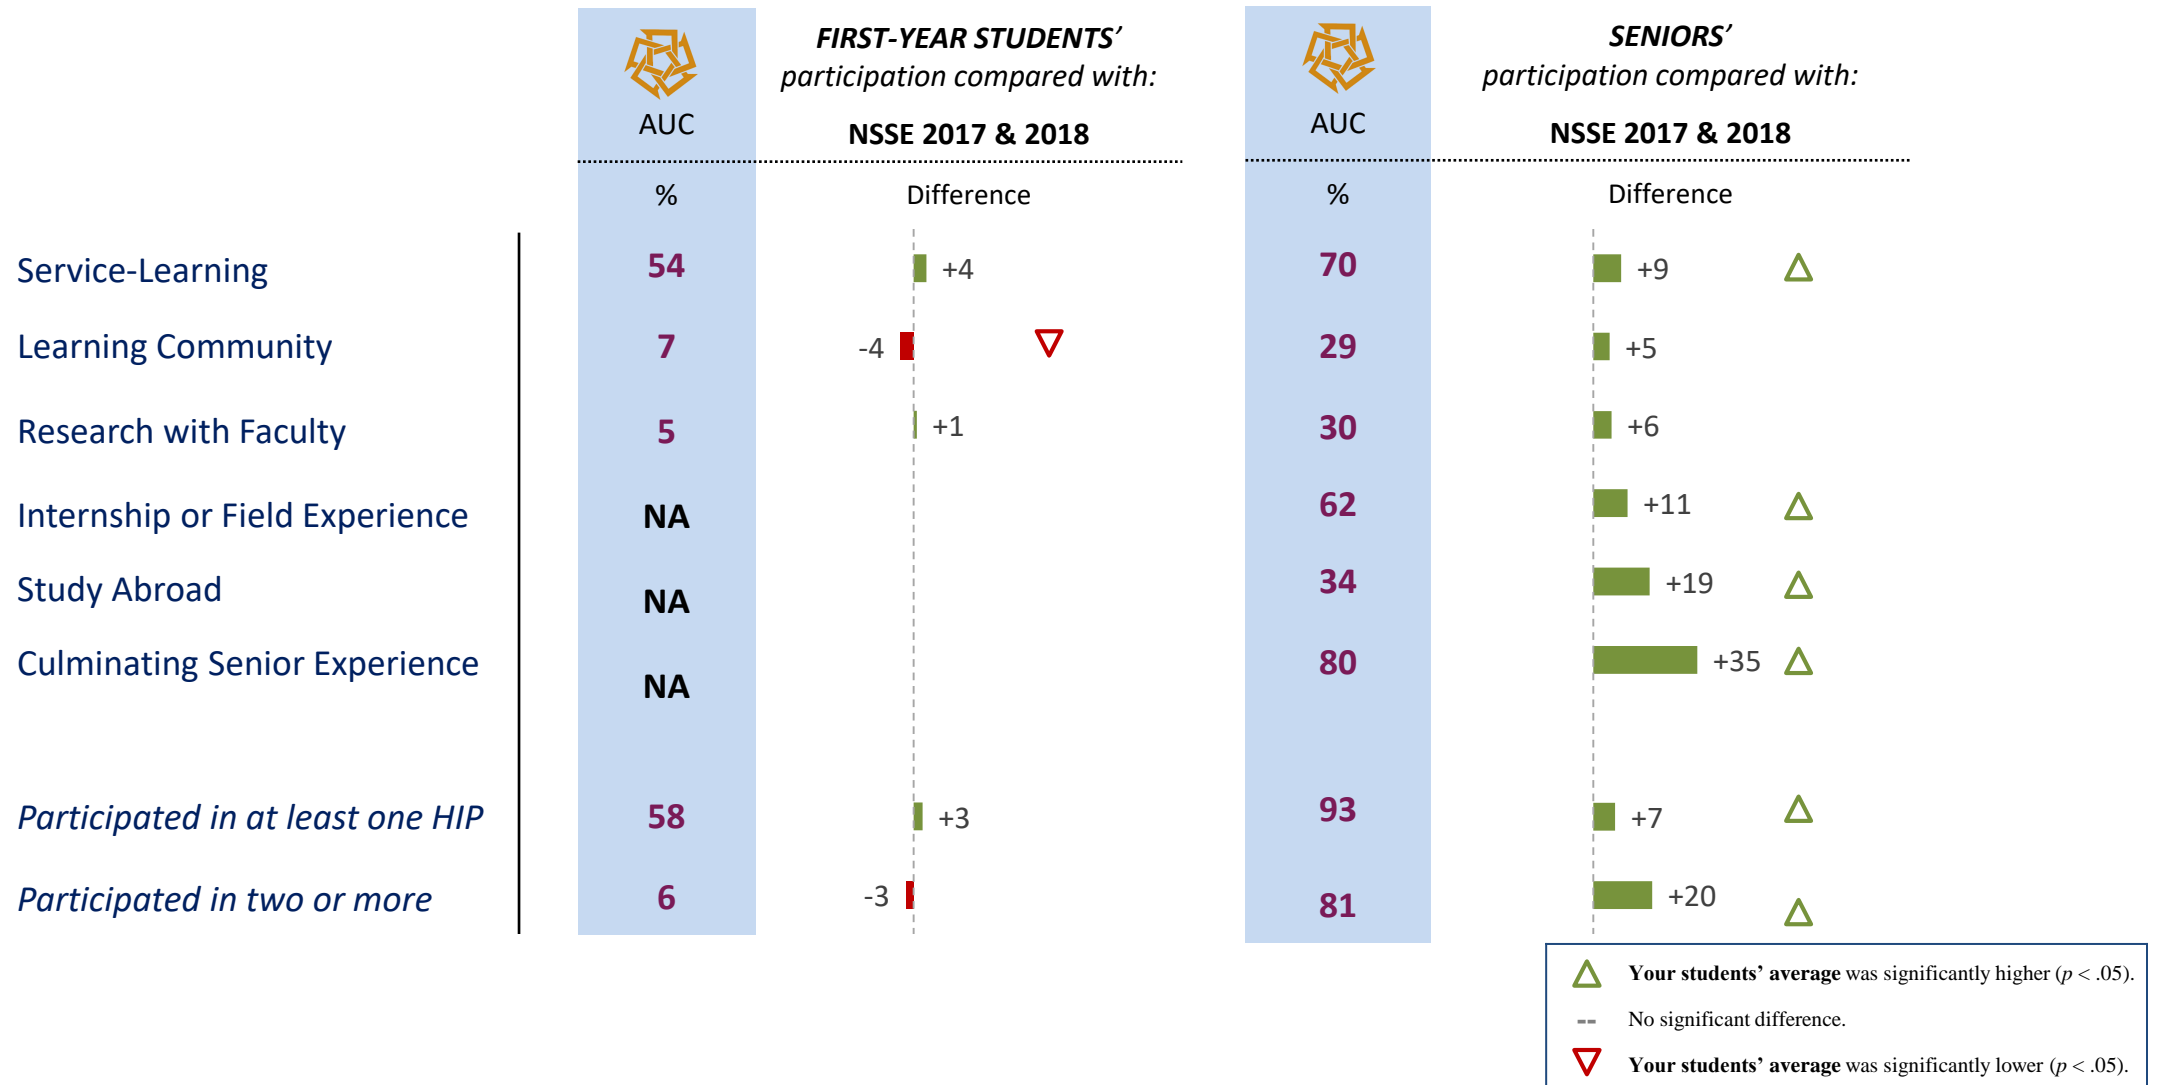 FIRST-YEAR STUDENTS’
participation compared with:
SENIORS’
participation compared with:
AUC
NSSE 2017 & 2018
AUC
NSSE 2017 & 2018
%
Difference
%
Difference
Service-Learning 54 +4 70 +9
Learning Community 7 -4 29 +5
Research with Faculty 5 +1 30 +6
Internship or Field Experience NA 62 +11
Study Abroad NA 34 +19
Culminating Senior Experience NA 80 +35
Participated in at least one HIP 58 +3 93 +7
Participated in two or more 6 -3 81 +20
Your students’ average was significantly higher (p < .05).
-- No significant difference.
Your students’ average was significantly lower (p < .05).